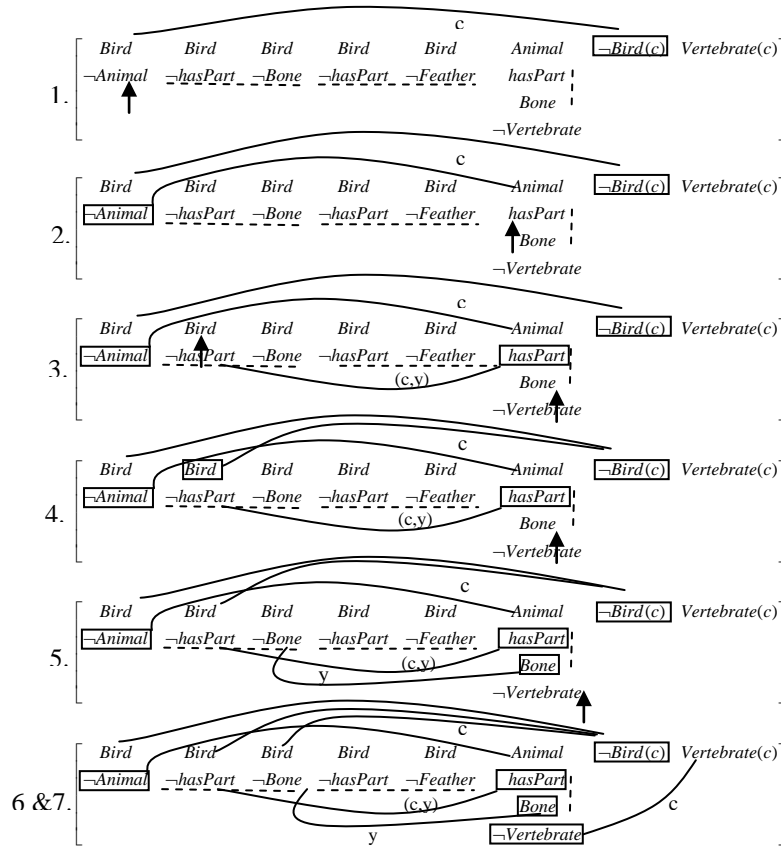 c
Bird Bird Bird Bird Bird Animal ¬Bird(c) Vertebrate(c)
1. ¬Animal ¬hasPart ¬Bone ¬hasPart ¬Feather hasPart
Bone
¬Vertebrate
c
Bird Bird Bird Bird Bird Animal ¬Bird(c) Vertebrate(c)
2. ¬Animal ¬hasPart ¬Bone ¬hasPart ¬Feather hasPart
Bone
¬Vertebrate
c
Bird Bird Bird Bird Bird Animal ¬Bird(c) Vertebrate(c)
3. ¬Animal ¬hasPart ¬Bone ¬hasPart ¬Feather hasPart
(c,y) Bone
¬Vertebrate
c
Bird Bird Bird Bird Bird Animal ¬Bird(c) Vertebrate(c)
4. ¬Animal ¬hasPart ¬Bone ¬hasPart ¬Feather hasPart
(c,y) Bone
¬Vertebrate
c
Bird Bird Bird Bird Bird Animal ¬Bird(c) Vertebrate(c)
5. ¬Animal ¬hasPart ¬Bone ¬hasPart ¬Feather hasPart
y (c,y) Bone
¬Vertebrate
c
Bird Bird Bird Bird Bird Animal ¬Bird(c) Vertebrate(c)
6 &7. ¬Animal ¬hasPart ¬Bone ¬hasPart ¬Feather hasPart
(c,y) Bone c
y ¬Vertebrate